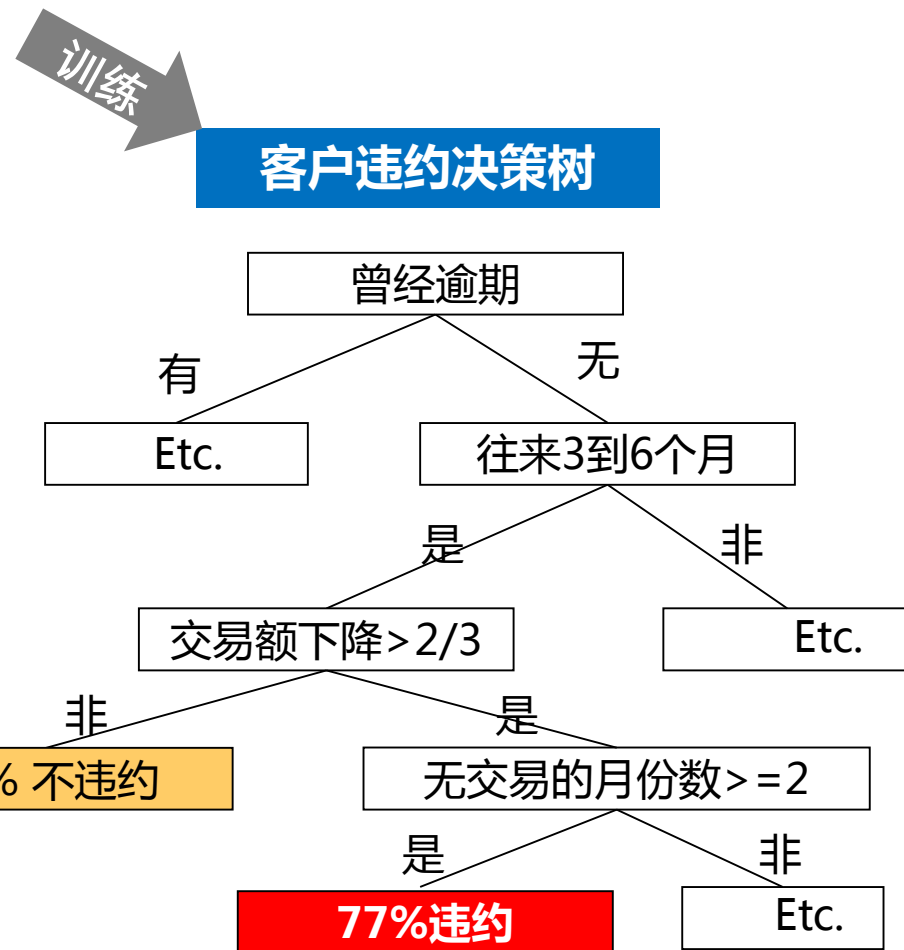 训练
客户违约决策树
曾经逾期
有
无
Etc.
往来3到6个月
是
非
交易额下降>2/3
Etc.
非
是
% 不违约
无交易的月份数>=2
是
非
77%违约
Etc.